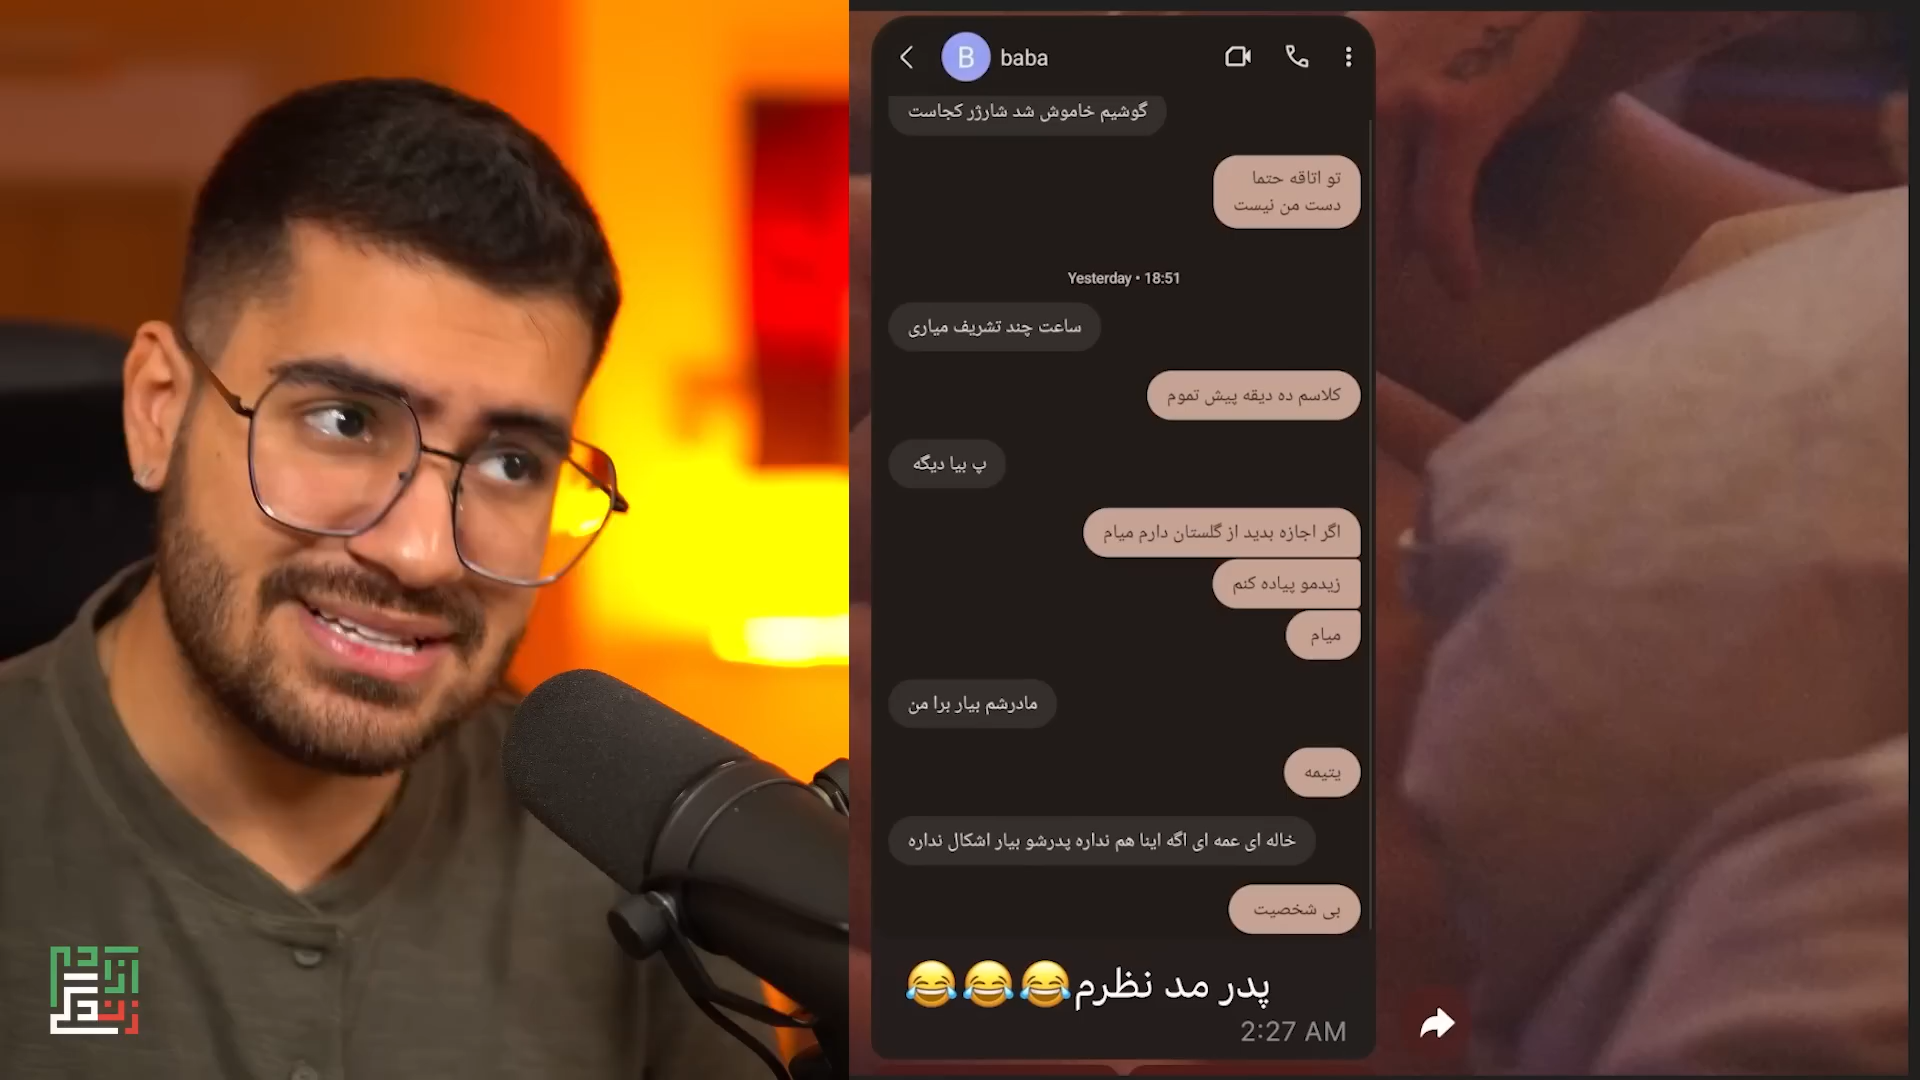 B
baba
گوشیم خاموش شد شارژر کجاست
تو اتاقه حتما
دست من نیست
Yesterday • 18:51
ساعت چند تشریف میاری
کلاسم ده دیقه پیش تموم
پ بیا دیگه
اگر اجازه بدید از گلستان دارم میام
زیدمو پیاده کنم
میام
مادرشم بیار برا من
یتیمه
خاله ای عمه ای اگه اینا هم نداره پدرشو بیار اشکال نداره
بی شخصیت
پدر مد نظرم😂😂😂
2:27 AM